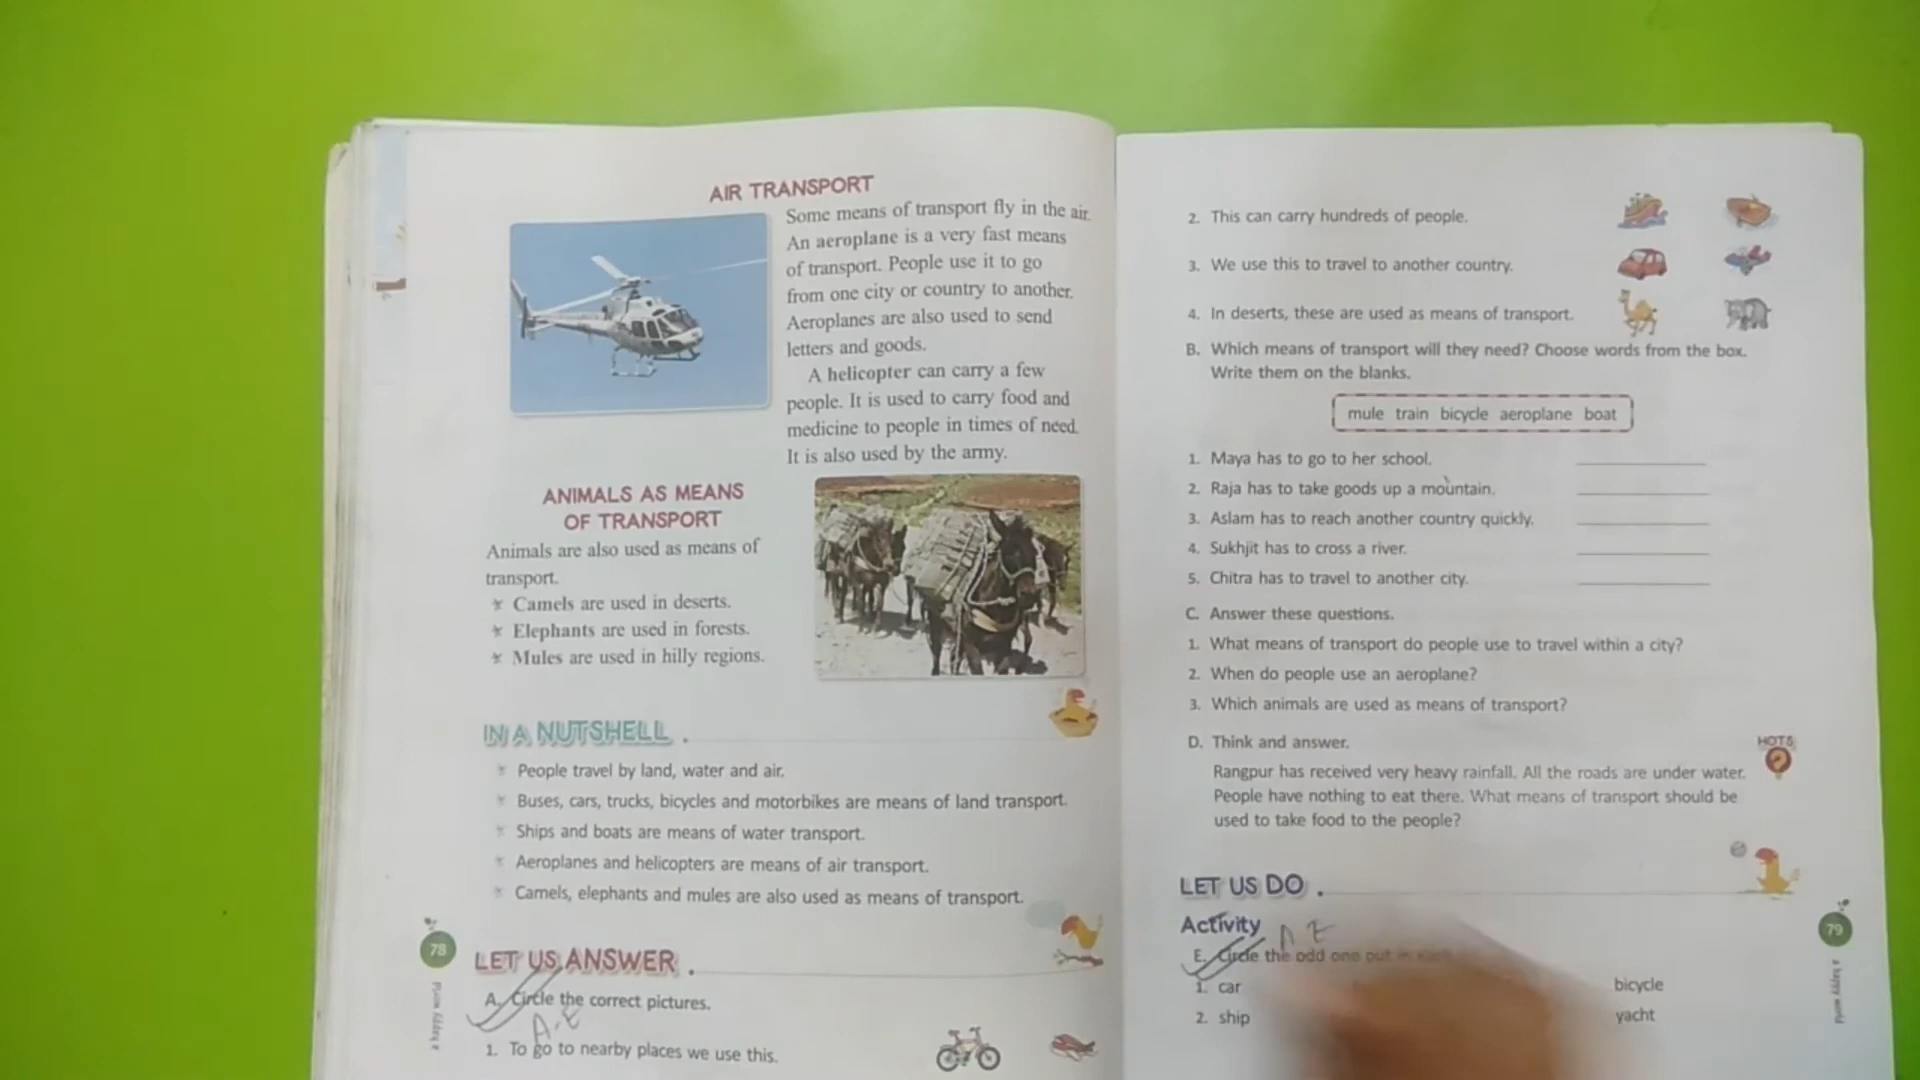 AIR TRANSPORT
Some means of transport fly in the air.
An aeroplane is a very fast means
of transport. People use it to go
from one city or country to another.
Aeroplanes are also used to send
letters and goods.
A helicopter can carry a few
people. It is used to carry food and
medicine to people in times of need.
It is also used by the army.
ANIMALS AS MEANS
OF TRANSPORT
Animals are also used as means of
transport.
Camels are used in deserts.
Elephants are used in forests.
Mules are used in hilly regions.
IN A NUTSHELL
People travel by land, water and air.
Buses, cars, trucks, bicycles and motorbikes are means of land transport.
Ships and boats are means of water transport.
Aeroplanes and helicopters are means of air transport.
Camels, elephants and mules are also used as means of transport.
78
LET US ANSWER
A. Circle the correct pictures.
A.E
1. To go to nearby places we use this.
2. This can carry hundreds of people.
3. We use this to travel to another country.
4. In deserts, these are used as means of transport.
B. Which means of transport will they need? Choose words from the box.
Write them on the blanks.
mule train bicycle aeroplane boat
1. Maya has to go to her school.
2. Raja has to take goods up a mountain.
3. Aslam has to reach another country quickly.
4. Sukhjit has to cross a river.
5. Chitra has to travel to another city.
C. Answer these questions.
1. What means of transport do people use to travel within a city?
2. When do people use an aeroplane?
3. Which animals are used as means of transport?
D. Think and answer.
HOTS
Rangpur has received very heavy rainfall. All the roads are under water.
People have nothing to eat there. What means of transport should be
used to take food to the people?
LET US DO
Activity
A E
E. Circle the odd one out in
1. car bicycle
2. ship yacht
79
a happy world